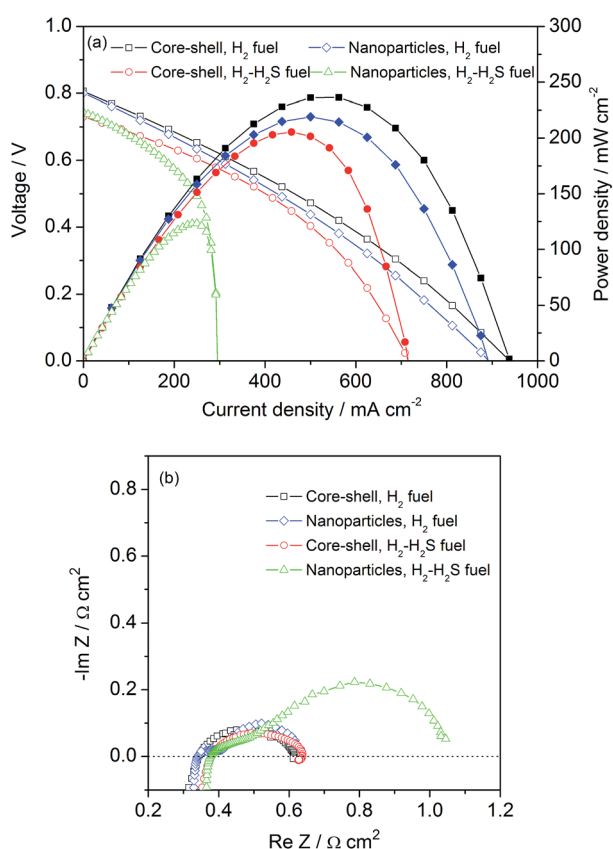 (a)
Core-shell, H₂ fuel
Nanoparticles, H₂ fuel
Core-shell, H₂-H₂S fuel
Nanoparticles, H₂-H₂S fuel
Voltage / V
1.0
0.8
0.6
0.4
0.2
0.0
Power density / mW cm⁻²
300
250
200
150
100
50
0
0 200 400 600 800 1000
Current density / mA cm⁻²
(b)
Core-shell, H₂ fuel
Nanoparticles, H₂ fuel
Core-shell, H₂-H₂S fuel
Nanoparticles, H₂-H₂S fuel
-Im Z / Ω cm²
0.8
0.6
0.4
0.2
0.0
0.2 0.4 0.6 0.8 1.0 1.2
Re Z / Ω cm²